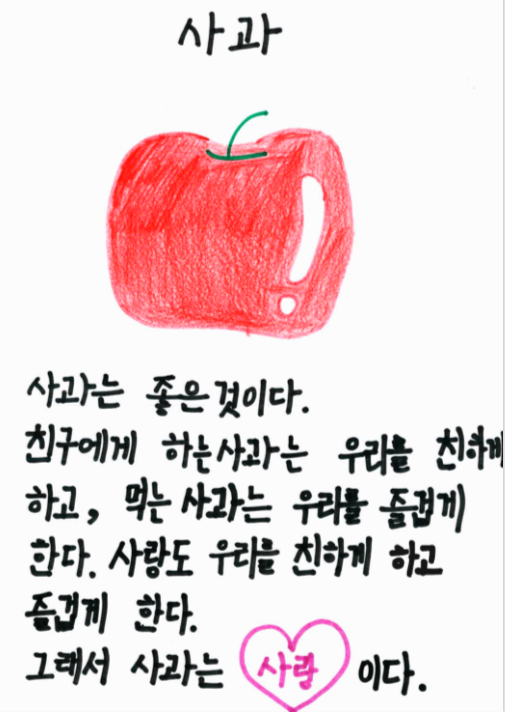 사과
사과는 좋은것이다.
친구에게 하는사과는 우리를 친하게
하고, 먹는 사과는 우리를 즐겁게
한다. 사랑도 우리를 친하게 하고
즐겁게 한다.
그래서 사과는 사랑 이다.